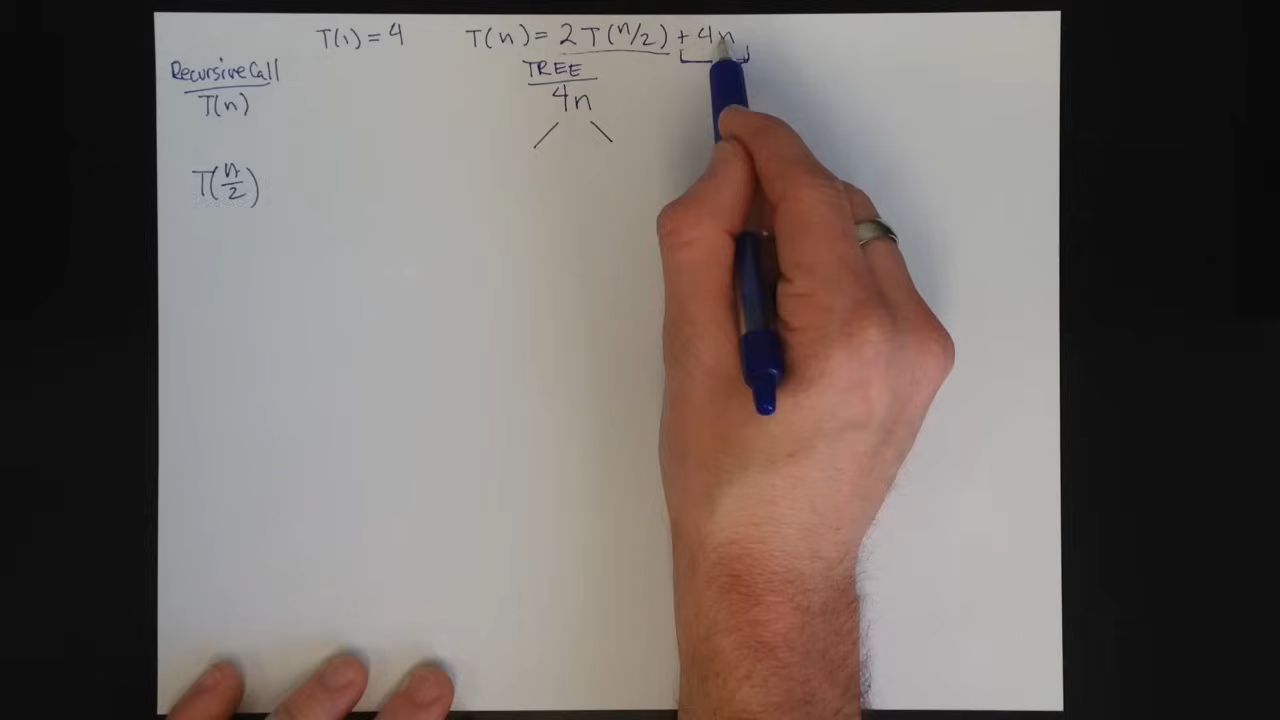 T(1) = 4 T(n) = 2T(n/2) + 4n
Recursive Call TREE
T(n) 4n
T(n/2)